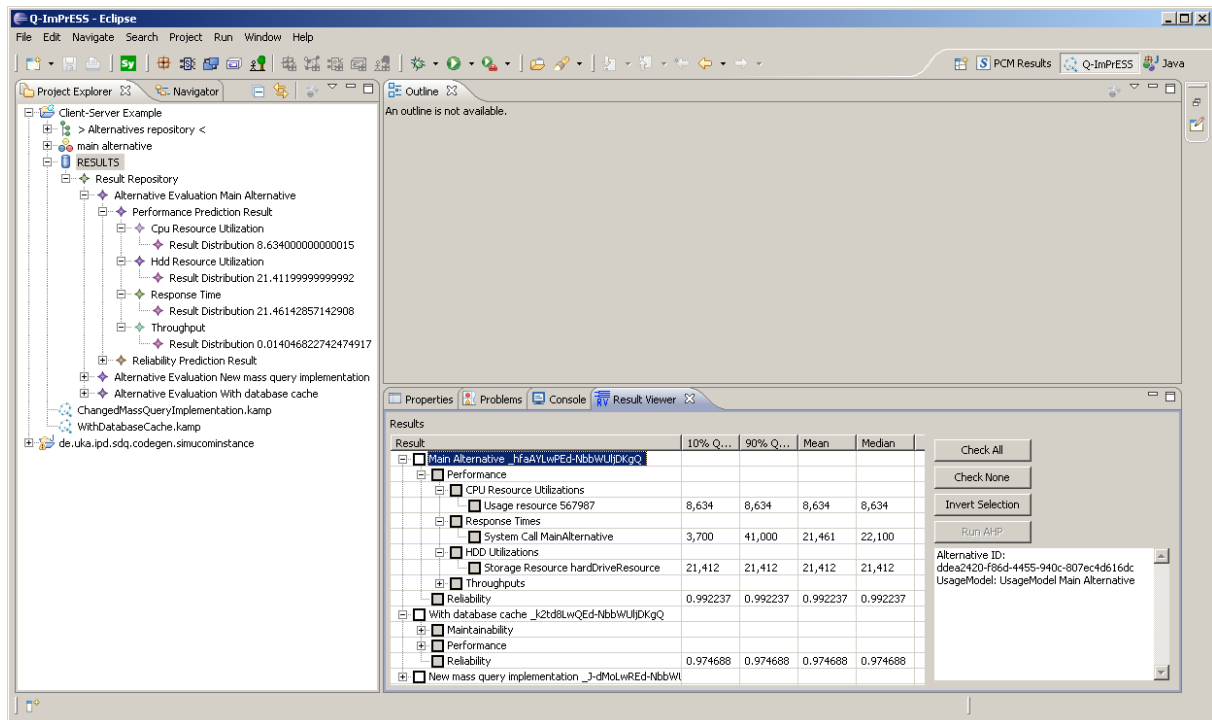 Q-ImPrESS - Eclipse
File Edit Navigate Search Project Run Window Help
Sy
PCM Results Q-ImPrESS Java
Project Explorer Navigator
Client-Server Example
> Alternatives repository <
main alternative
RESULTS
Result Repository
Alternative Evaluation Main Alternative
Performance Prediction Result
Cpu Resource Utilization
Result Distribution 8.634000000000015
Hdd Resource Utilization
Result Distribution 21.41199999999992
Response Time
Result Distribution 21.46142857142908
Throughput
Result Distribution 0.014046822742474917
Reliability Prediction Result
Alternative Evaluation New mass query implementation
Alternative Evaluation With database cache
ChangedMassQueryImplementation.kamp
WithDatabaseCache.kamp
de.uka.ipd.sdq.codegen.simucominstance
Outline
An outline is not available.
Properties Problems Console Result Viewer
Results
Result 10% Q... 90% Q... Mean Median
Main Alternative _hfaAYLwPEd-NbbWUljDKgQ
Performance
CPU Resource Utilizations
Usage resource 567987 8,634 8,634 8,634 8,634
Response Times
System Call MainAlternative 3,700 41,000 21,461 22,100
HDD Utilizations
Storage Resource hardDriveResource 21,412 21,412 21,412 21,412
Throughputs
Reliability 0.992237 0.992237 0.992237 0.992237
With database cache _k2td8LwQEd-NbbWUljDKgQ
Maintainability
Performance
Reliability 0.974688 0.974688 0.974688 0.974688
New mass query implementation _J-dMoLwREd-NbbWU
Check All
Check None
Invert Selection
Run AHP
Alternative ID:
ddea2420-f86d-4455-940c-807ec4d616dc
UsageModel: UsageModel Main Alternative